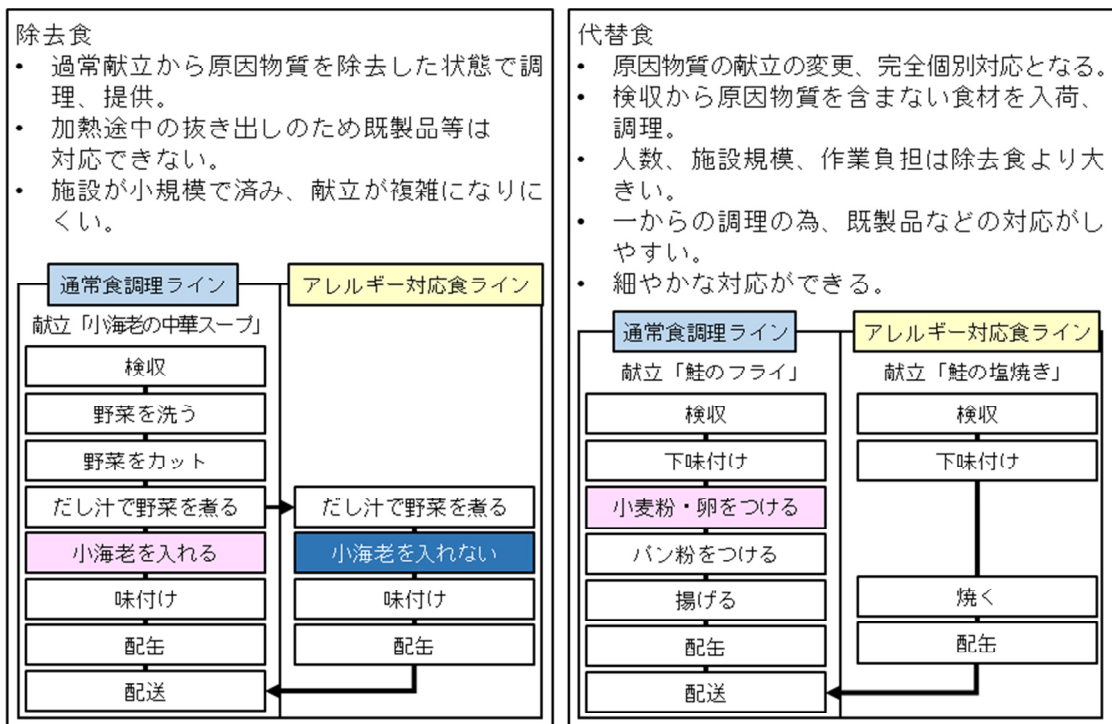 除去食
• 過常献立から原因物質を除去した状態で調
理、提供。
• 加熱途中の抜き出しのため既製品等は
対応できない。
• 施設が小規模で済み、献立が複雑になりに
くい。
通常食調理ライン
アレルギー対応食ライン
献立「小海老の中華スープ」
検収
野菜を洗う
野菜をカット
だし汁で野菜を煮る
だし汁で野菜を煮る
小海老を入れる
小海老を入れない
味付け
味付け
配缶
配缶
配送
代替食
• 原因物質の献立の変更、完全個別対応となる。
• 検収から原因物質を含まない食材を入荷、
調理。
• 人数、施設規模、作業負担は除去食より大
きい。
• 一からの調理の為、既製品などの対応がし
やすい。
• 細やかな対応ができる。
通常食調理ライン
アレルギー対応食ライン
献立「鮭のフライ」
献立「鮭の塩焼き」
検収
検収
下味付け
下味付け
小麦粉・卵をつける
パン粉をつける
揚げる
焼く
配缶
配缶
配送